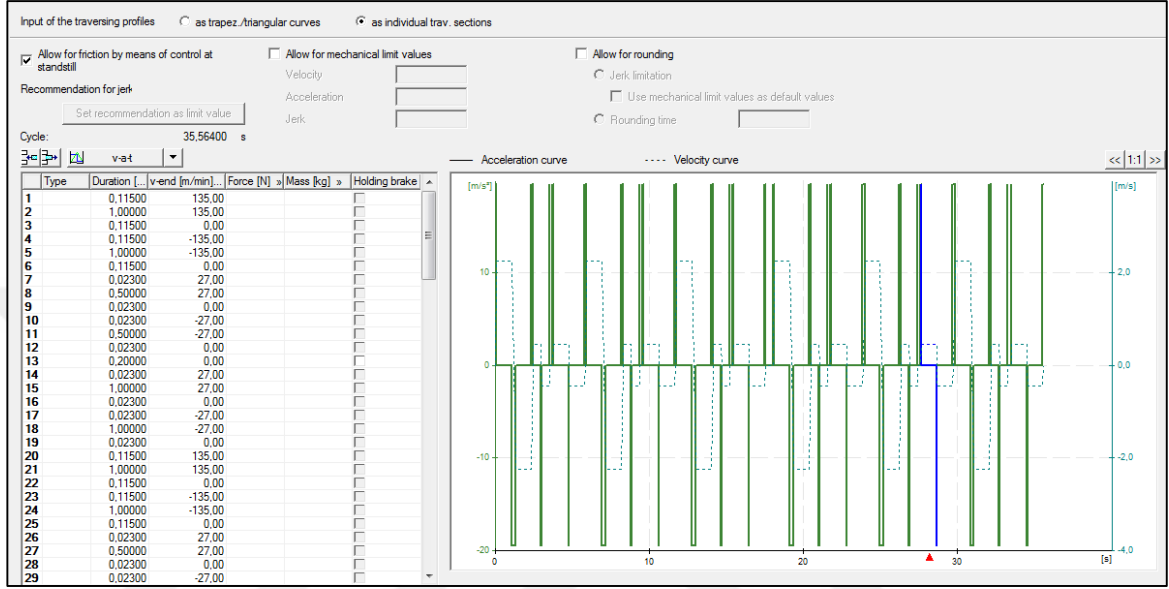 Input of the traversing profiles as trapez./triangular curves as individual trav. sections
Allow for friction by means of control at standstill
Allow for mechanical limit values
Allow for rounding
Velocity
Jerk limitation
Recommendation for jerk
Acceleration
Use mechanical limit values as default values
Set recommendation as limit value
Jerk
Rounding time
Cycle: 35,56400 s
v-a-t
Acceleration curve Velocity curve << 1:1 >>
Type Duration [... v-end [m/min]... Force [N] » Mass [kg] » Holding brake
1 0,11500 135,00
2 1,00000 135,00
3 0,11500 0,00
4 0,11500 -135,00
5 1,00000 -135,00
6 0,11500 0,00
7 0,02300 27,00
8 0,50000 27,00
9 0,02300 0,00
10 0,02300 -27,00
11 0,50000 -27,00
12 0,02300 0,00
13 0,20000 0,00
14 0,02300 27,00
15 1,00000 27,00
16 0,02300 0,00
17 0,02300 -27,00
18 1,00000 -27,00
19 0,02300 0,00
20 0,11500 135,00
21 1,00000 135,00
22 0,11500 0,00
23 0,11500 -135,00
24 1,00000 -135,00
25 0,11500 0,00
26 0,02300 27,00
27 0,50000 27,00
28 0,02300 0,00
29 0,02300 -27,00
[m/s²] [m/s]
10 2,0
0 0,0
-10 -2,0
-20 -4,0
0 10 20 30 [s]